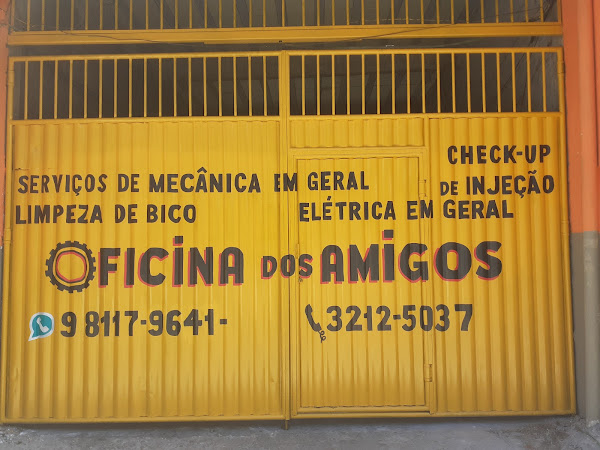 CHECK-UP
SERVIÇOS DE MECÂNICA EM GERAL
DE INJEÇÃO
LIMPEZA DE BICO
ELÉTRICA EM GERAL
OFICINA DOS AMIGOS
9 8117-9641-
3212-5037